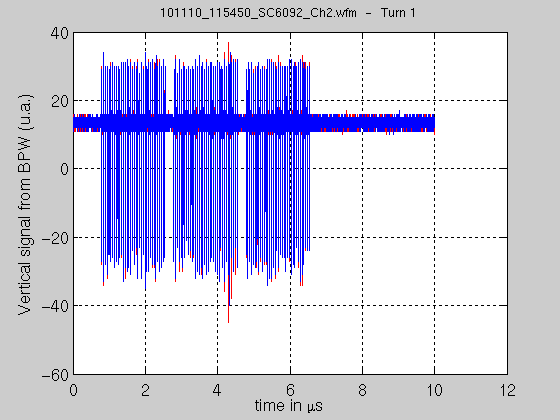 101110_115450_SC6092_Ch2.wfm - Turn 1
Vertical signal from BPW (u.a.)
40
20
0
−20
−40
−60
0 2 4 6 8 10 12
time in μs